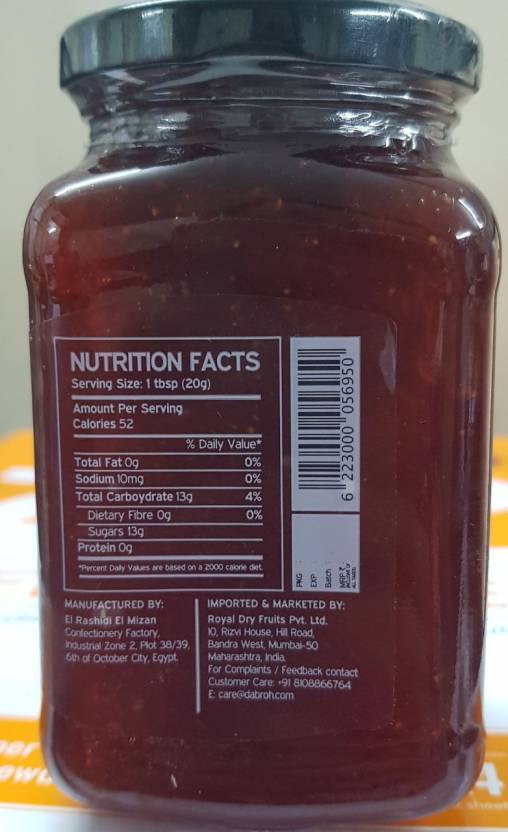 NUTRITION FACTS
Serving Size: 1 tbsp (20g)
Amount Per Serving
Calories 52
% Daily Value*
Total Fat 0g 0%
Sodium 10mg 0%
Total Carboydrate 13g 4%
Dietary Fibre 0g 0%
Sugars 13g
Protein 0g
*Percent Daily Values are based on a 2000 calorie diet.
6 223000 056950
PKG
EXP
Batch
MRP ₹
MANUFACTURED BY:
El Rashidi El Mizan
Confectionery Factory,
Industrial Zone 2, Plot 38/39,
6th of October City, Egypt.
IMPORTED & MARKETED BY:
Royal Dry Fruits Pvt. Ltd.
10, Rizvi House, Hill Road,
Bandra West, Mumbai-50
Maharashtra, India.
For Complaints / Feedback contact
Customer Care: +91 8108866764
E: care@dabroh.com